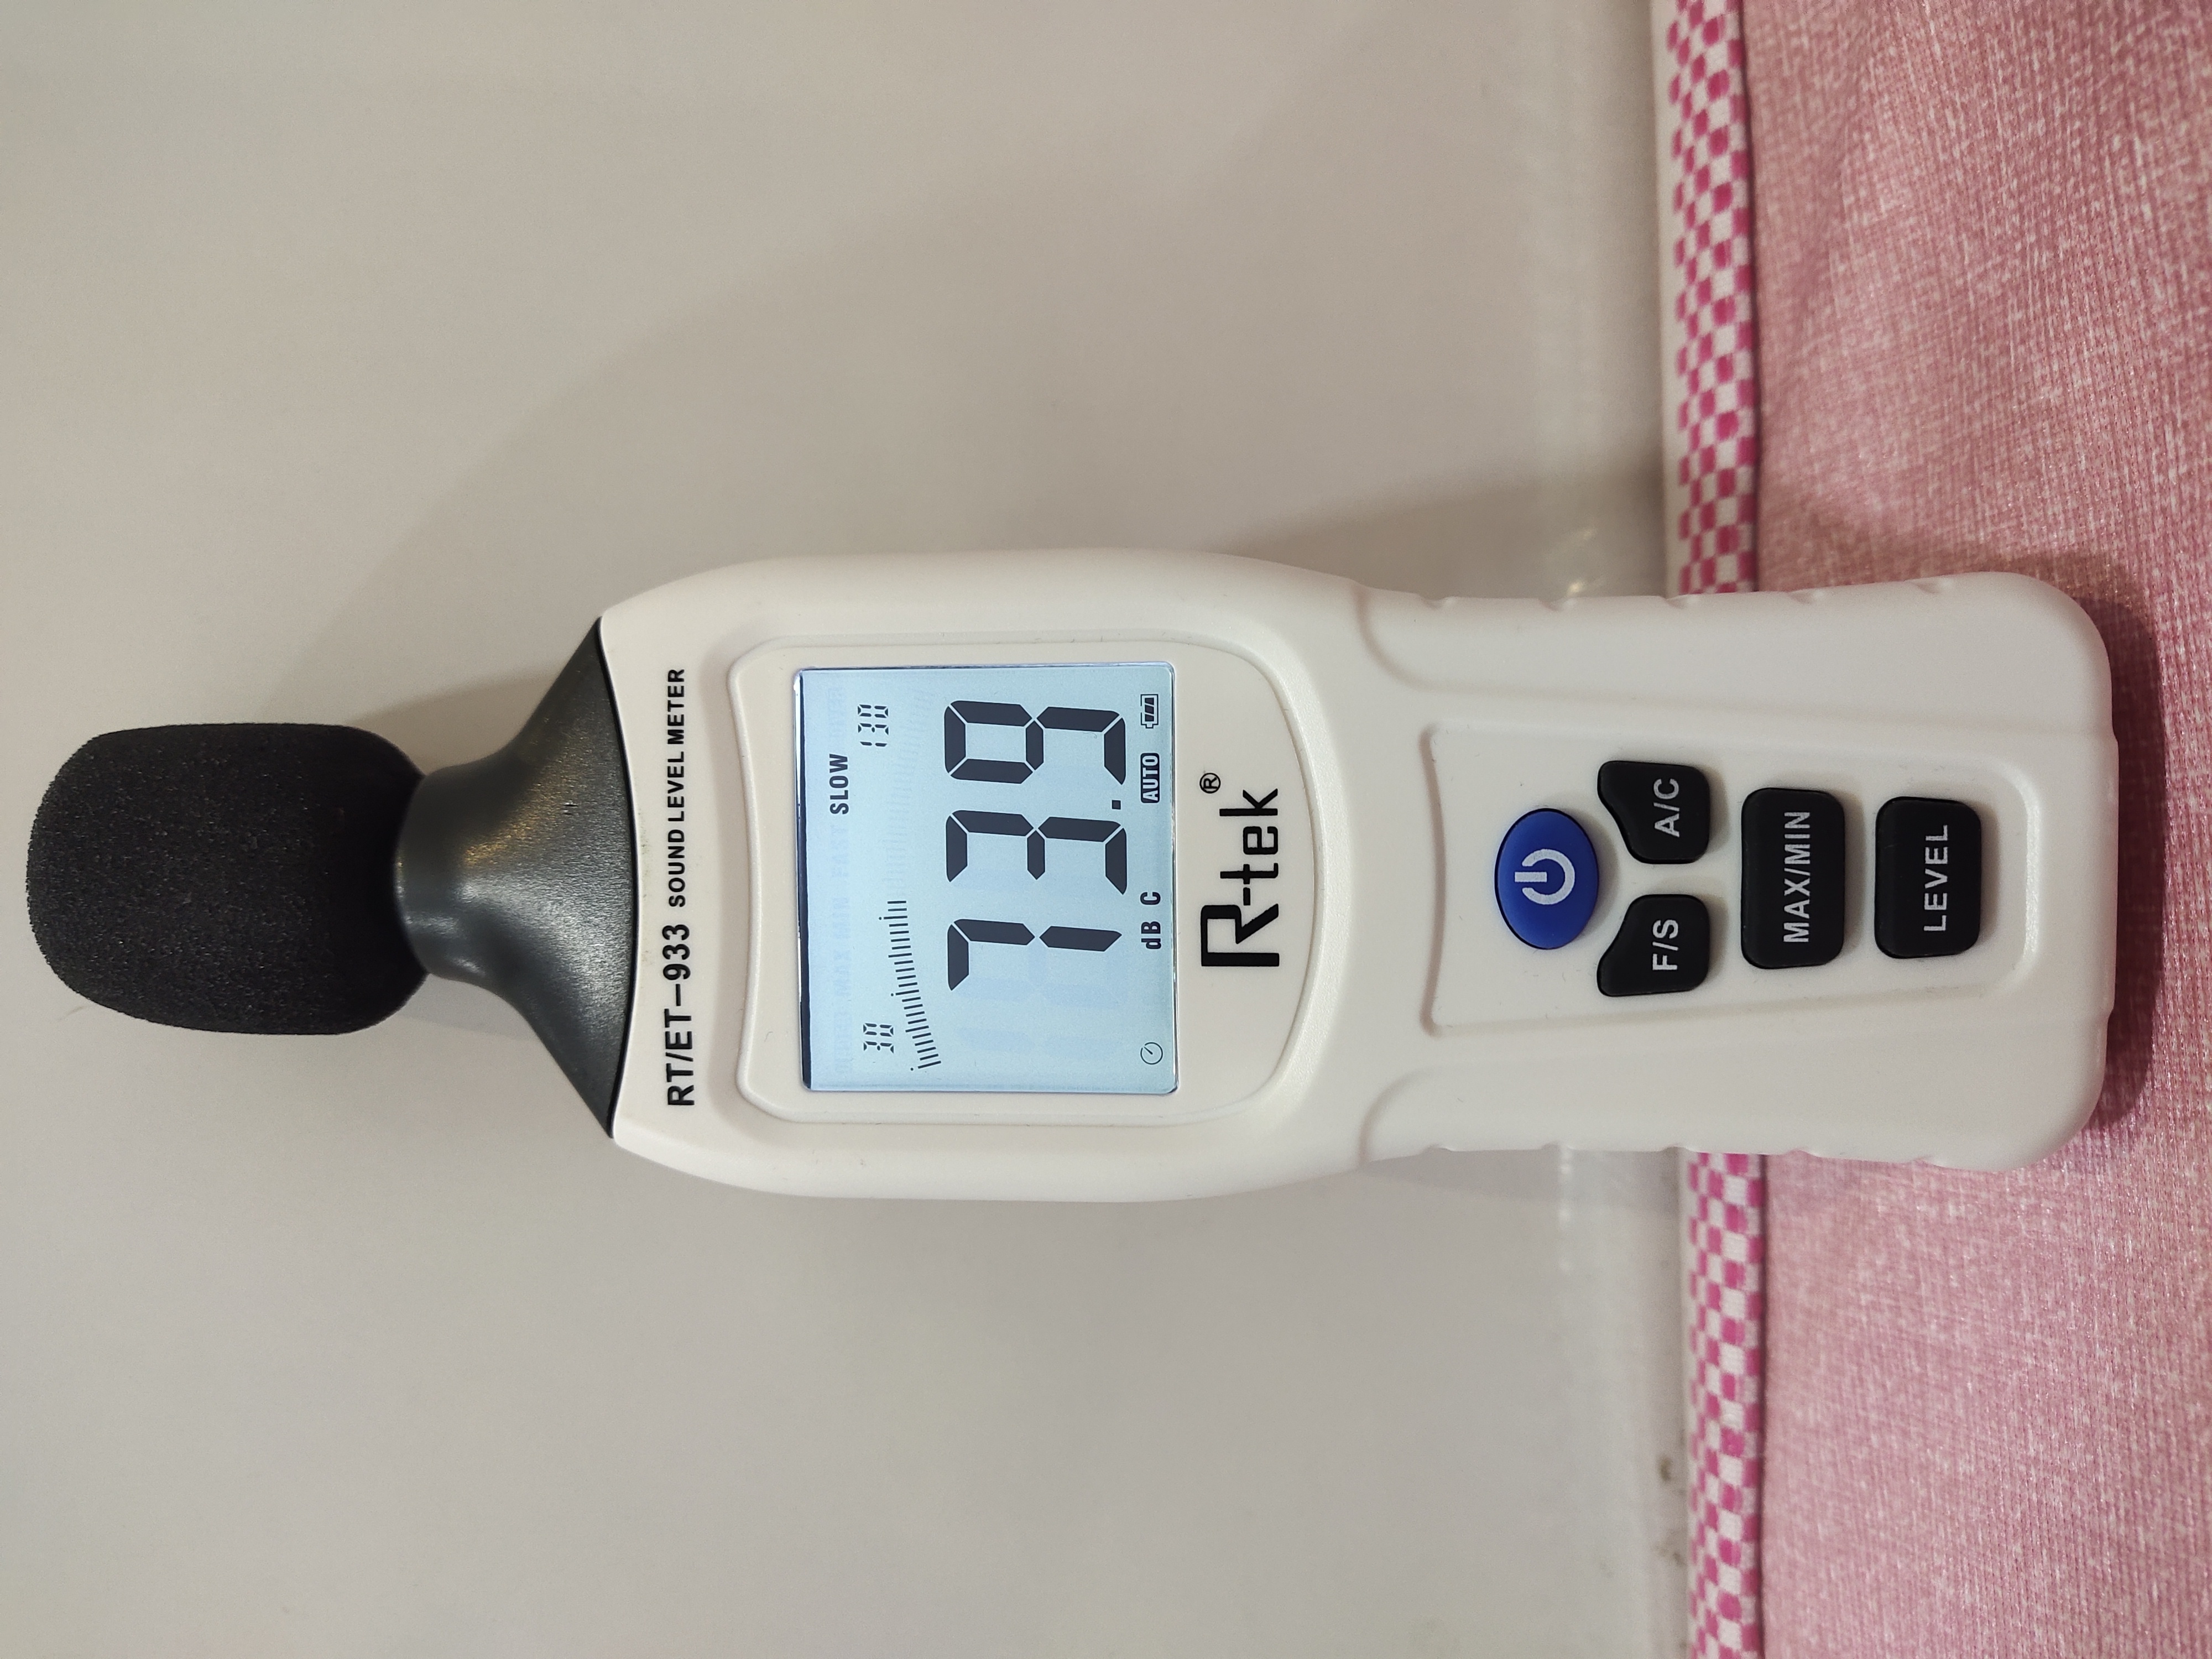 RT/ET-933 SOUND LEVEL METER
SLOW
30 130
73.9
dB C AUTO
R-tek®
F/S A/C
MAX/MIN
LEVEL